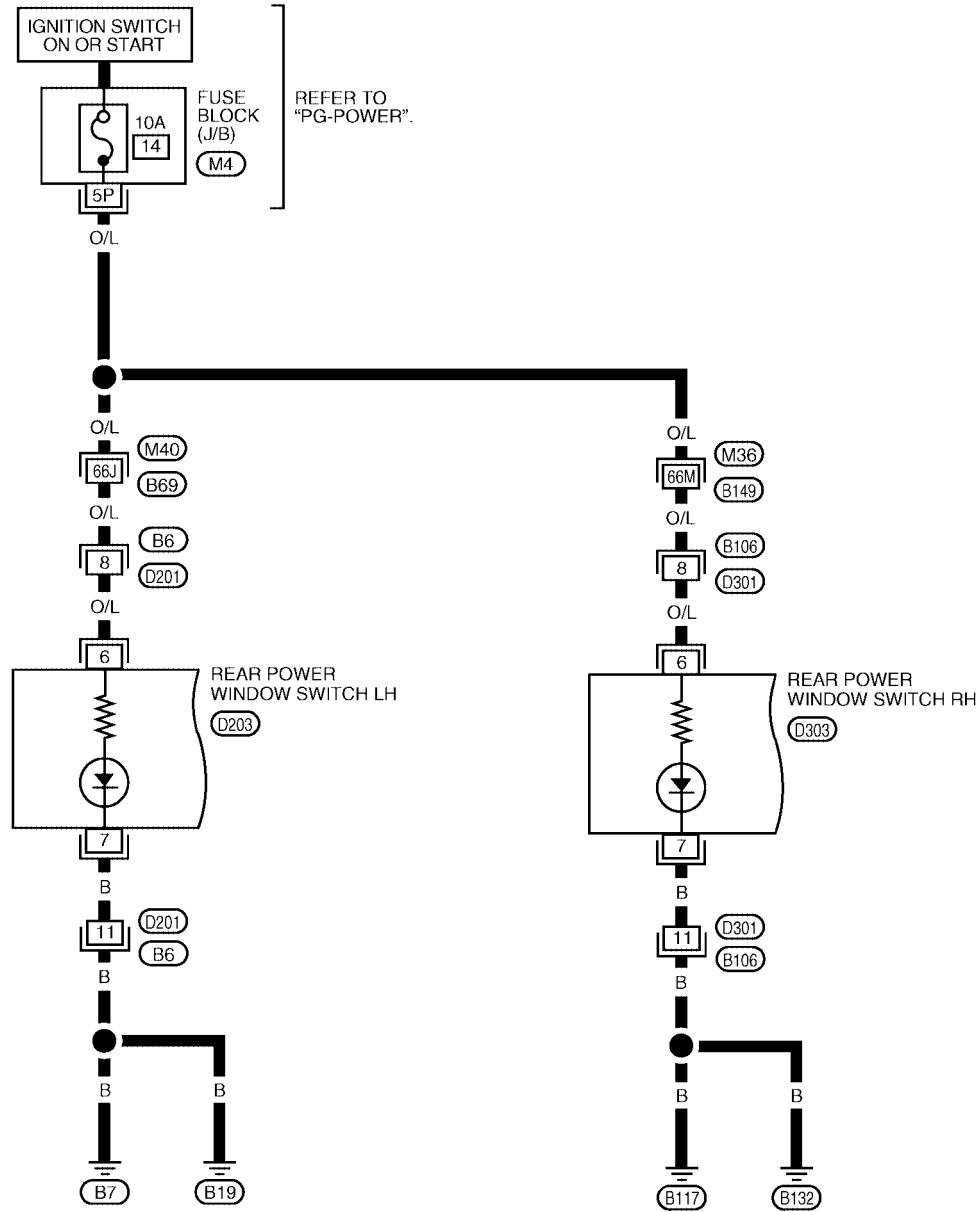 IGNITION SWITCH
ON OR START
FUSE
BLOCK
(J/B)
M4
10A
14
5P
REFER TO
"PG-POWER".
O/L
O/L
66J
M40
B69
O/L
8
B6
D201
O/L
6
REAR POWER
WINDOW SWITCH LH
D203
7
B
11
D201
B6
B
B
B
B7
B19
O/L
66M
M36
B149
O/L
8
B106
D301
O/L
6
REAR POWER
WINDOW SWITCH RH
D303
7
B
11
D301
B106
B
B
B
B117
B132